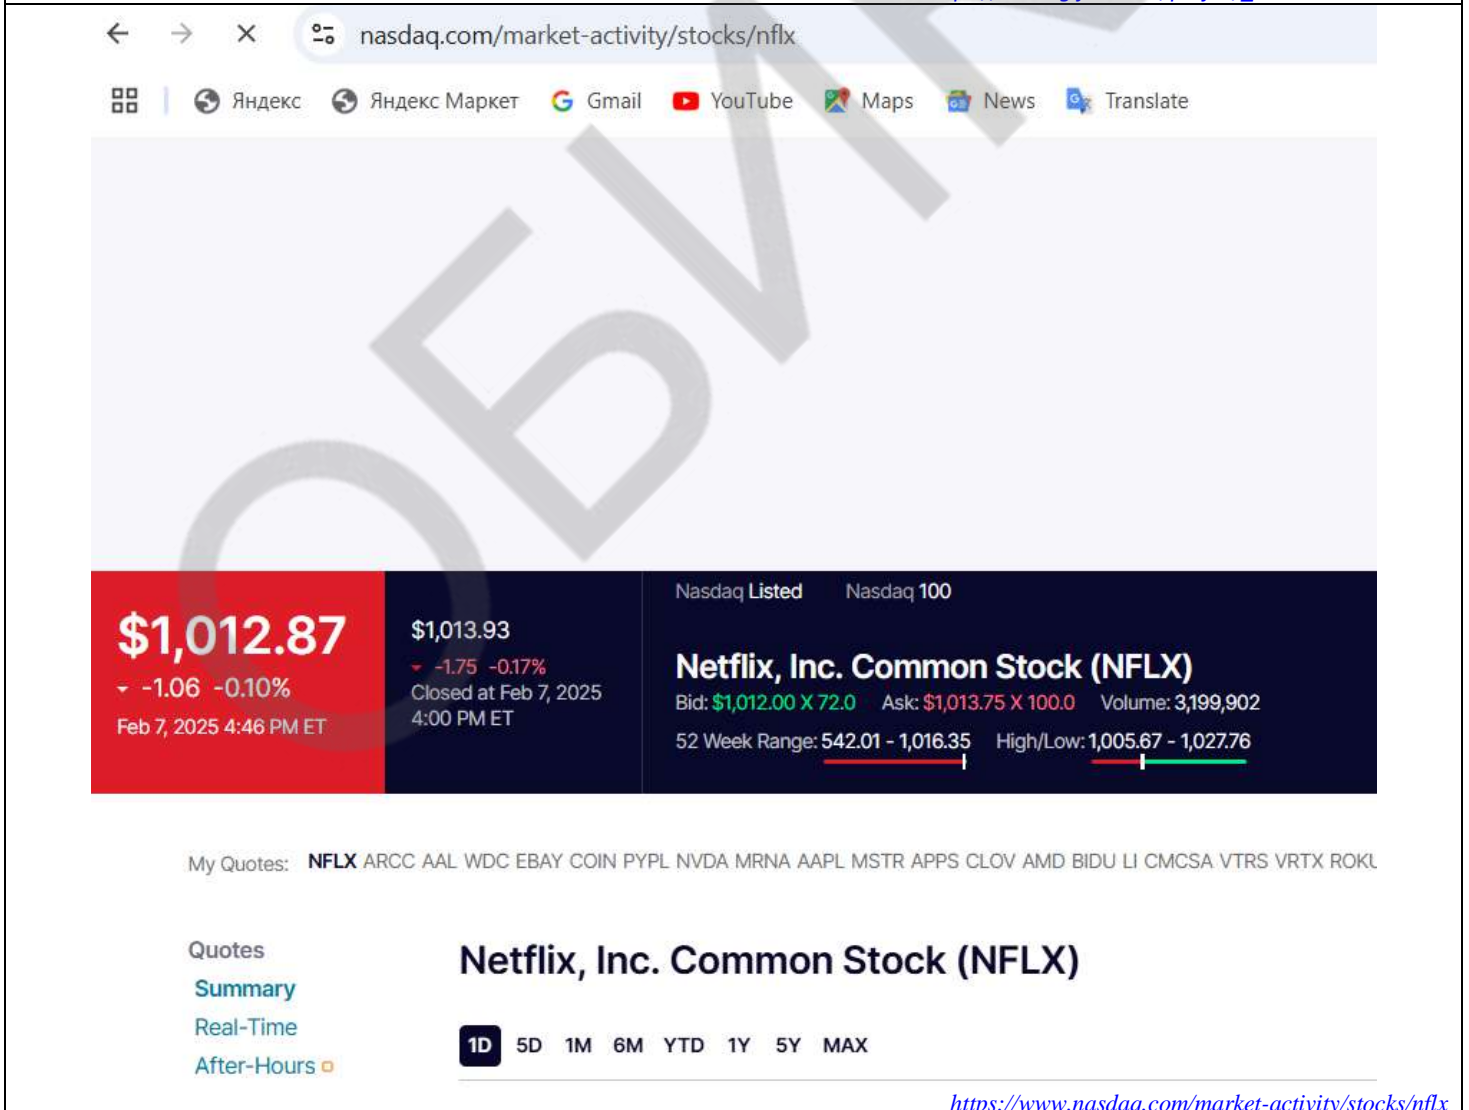 nasdaq.com/market-activity/stocks/nflx
Яндекс Яндекс Маркет Gmail YouTube Maps News Translate
ОБИ
Nasdaq Listed Nasdaq 100
$1,012.87
-1.06 -0.10%
Feb 7, 2025 4:46 PM ET
$1,013.93
-1.75 -0.17%
Closed at Feb 7, 2025
4:00 PM ET
Netflix, Inc. Common Stock (NFLX)
Bid: $1,012.00 X 72.0 Ask: $1,013.75 X 100.0 Volume: 3,199,902
52 Week Range: 542.01 - 1,016.35 High/Low: 1,005.67 - 1,027.76
My Quotes: NFLX ARCC AAL WDC EBAY COIN PYPL NVDA MRNA AAPL MSTR APPS CLOV AMD BIDU LI CMCSA VTRS VRTX ROKU
Quotes
Summary
Real-Time
After-Hours
Netflix, Inc. Common Stock (NFLX)
1D 5D 1M 6M YTD 1Y 5Y MAX
https://www.nasdaq.com/market-activity/stocks/nflx